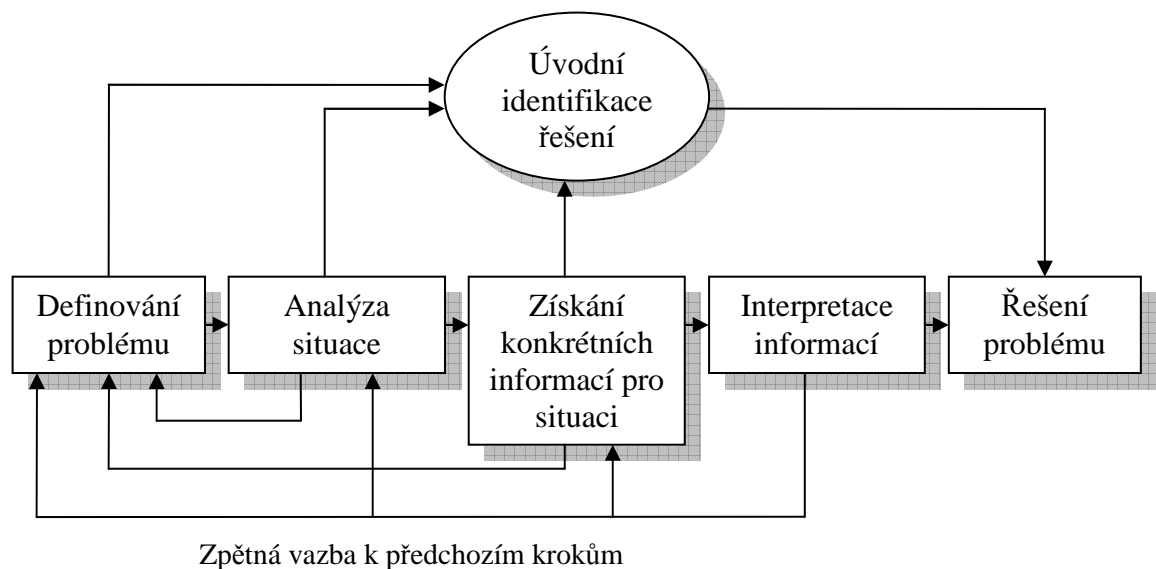 Úvodní
identifikace
řešení
Definování
problému
Analýza
situace
Získání
konkrétních
informací pro
situaci
Interpretace
informací
Řešení
problému
Zpětná vazba k předchozím krokům